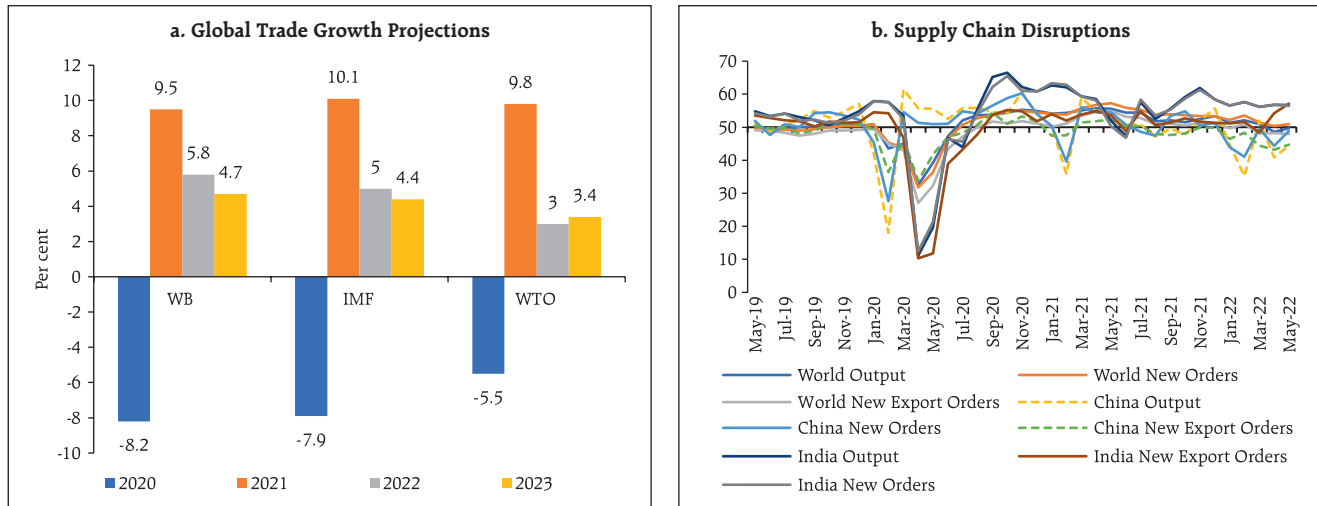 a. Global Trade Growth Projections
Per cent
12
10
8
6
4
2
0
-2
-4
-6
-8
-10
9.5
5.8
4.7
-8.2
10.1
5
4.4
-7.9
9.8
3
3.4
-5.5
WB
IMF
WTO
2020
2021
2022
2023
b. Supply Chain Disruptions
70
60
50
40
30
20
10
0
May-19
Jul-19
Sep-19
Nov-19
Jan-20
Mar-20
May-20
Jul-20
Sep-20
Nov-20
Jan-21
Mar-21
May-21
Jul-21
Sep-21
Nov-21
Jan-22
Mar-22
May-22
World Output
World New Orders
World New Export Orders
China Output
China New Orders
China New Export Orders
India Output
India New Export Orders
India New Orders